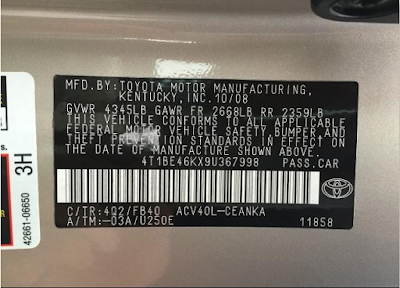 MFD.BY:TOYOTA MOTOR MANUFACTURING,
KENTUCKY,INC.10/08
GVWR 4345LB GAWR FR 2668LB RR 2359LB
THIS VEHICLE CONFORMS TO ALL APPLICABLE
FEDERAL MOTOR VEHICLE SAFETY,BUMPER,AND
THEFT PREVENTION STANDARDS IN EFFECT ON
THE DATE OF MANUFACTURE SHOWN ABOVE.
4T1BE46KX9U367998 PASS.CAR
C/TR:4Q2/FB40 ACV40L-CEANKA
A/TM:-03A/U250E 11858
TOYOTA
s.
3H
42661-06650